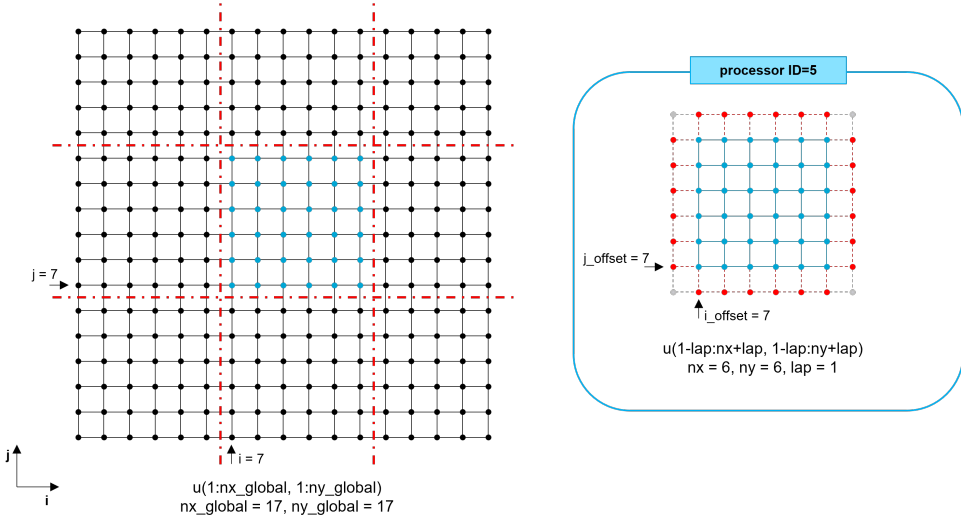 j = 7
j
i
i = 7
u(1:nx_global, 1:ny_global)
nx_global = 17, ny_global = 17
processor ID=5
j_offset = 7
i_offset = 7
u(1-lap:nx+lap, 1-lap:ny+lap)
nx = 6, ny = 6, lap = 1